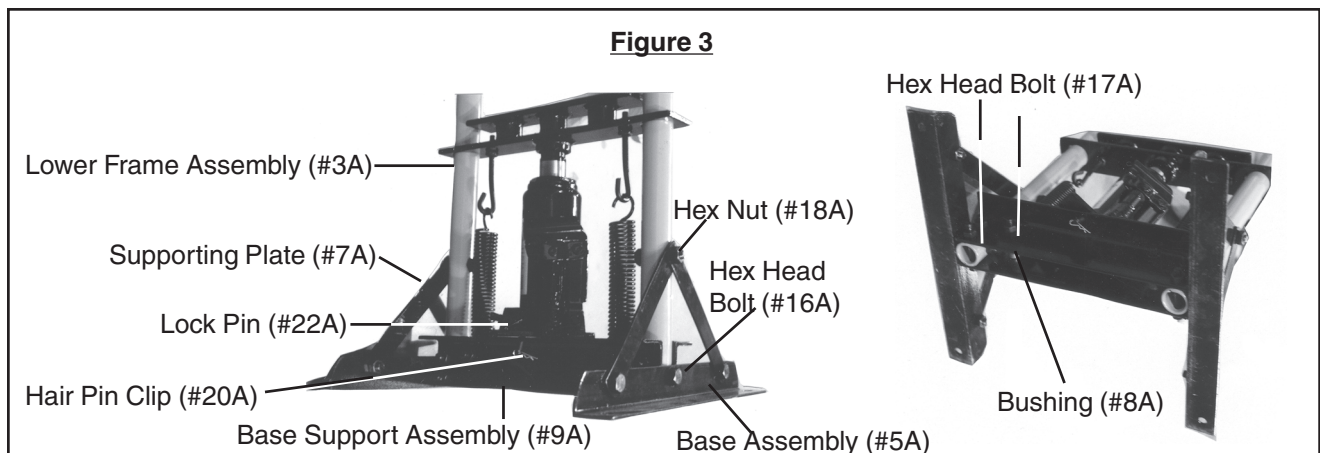 Figure 3
Hex Head Bolt (#17A)
Lower Frame Assembly (#3A)
Hex Nut (#18A)
Supporting Plate (#7A)
Hex Head
Bolt (#16A)
Lock Pin (#22A)
Hair Pin Clip (#20A)
Bushing (#8A)
Base Support Assembly (#9A)
Base Assembly (#5A)